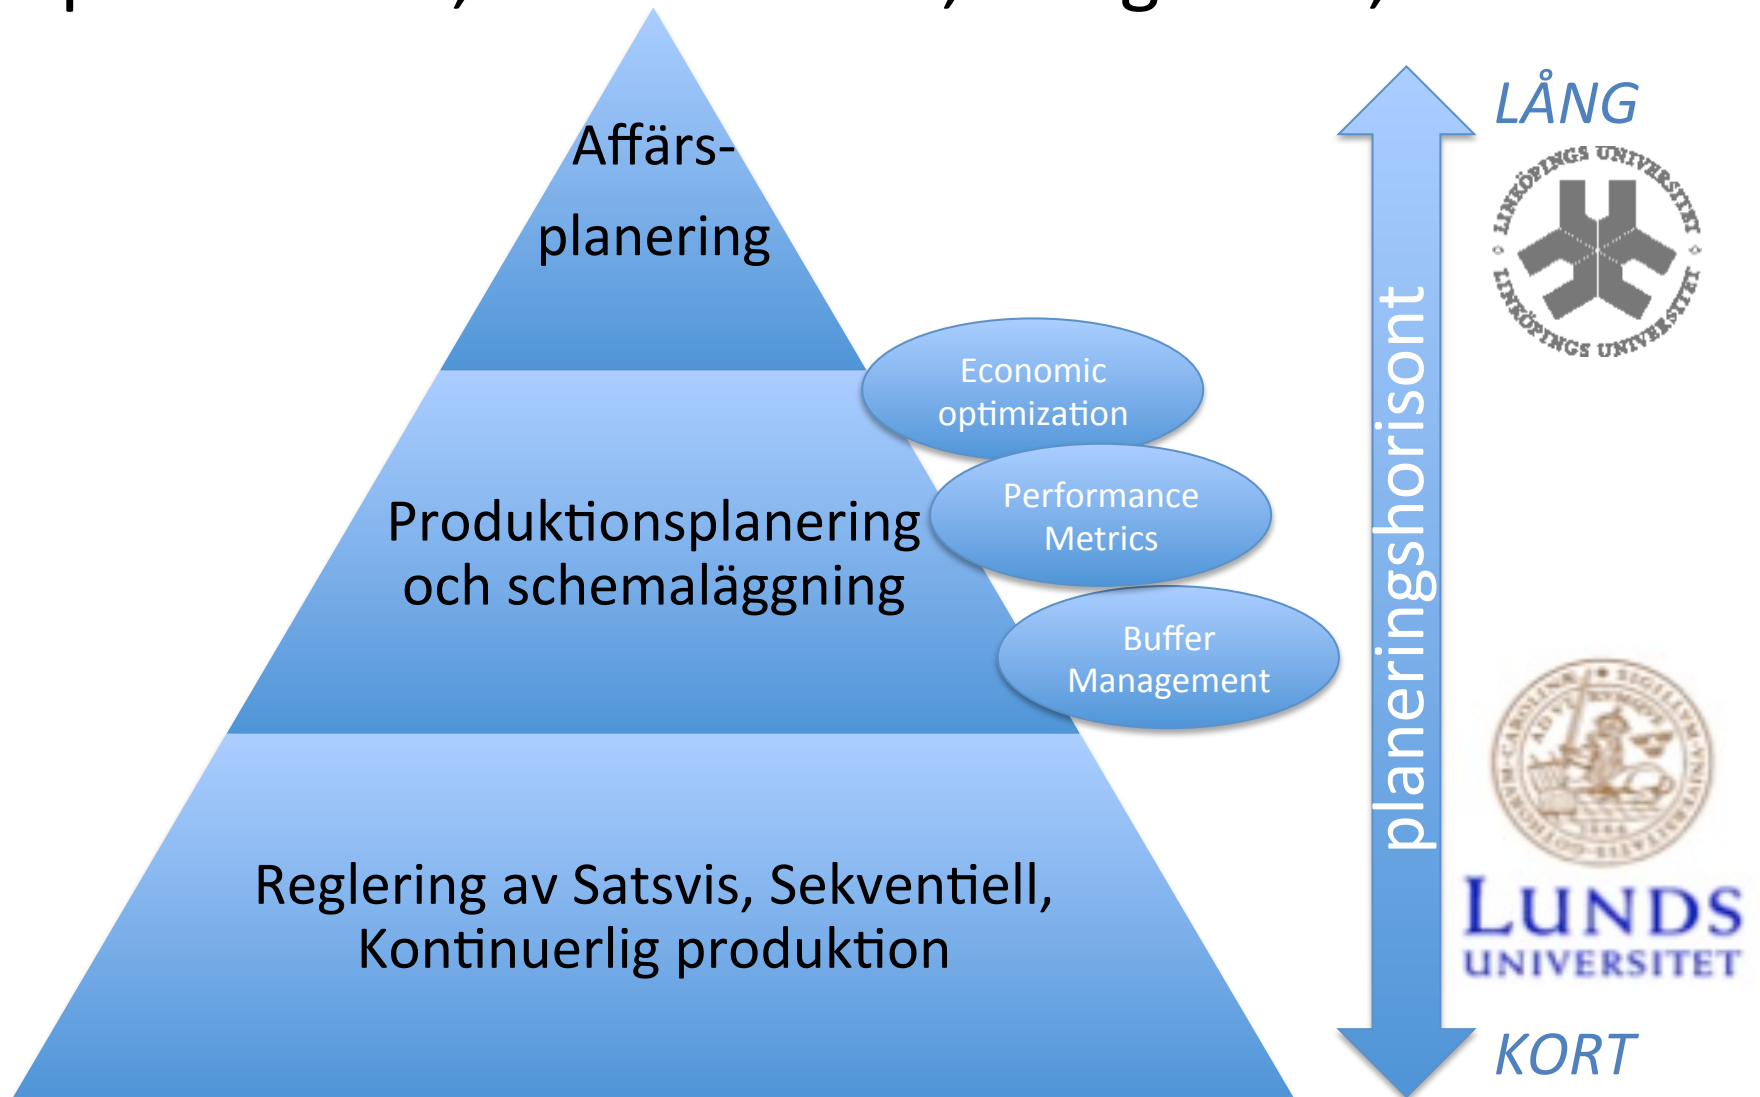 Affärs-
planering
Produktionsplanering
och schemaläggning
Reglering av Satsvis, Sekventiell,
Kontinuerlig produktion
Economic
optimization
Performance
Metrics
Buffer
Management
planeringshorisont
LÅNG
LINKÖPINGS UNIVERSITET
LINKÖPINGS UNIVERSITET
LUNDS
UNIVERSITET
KORT